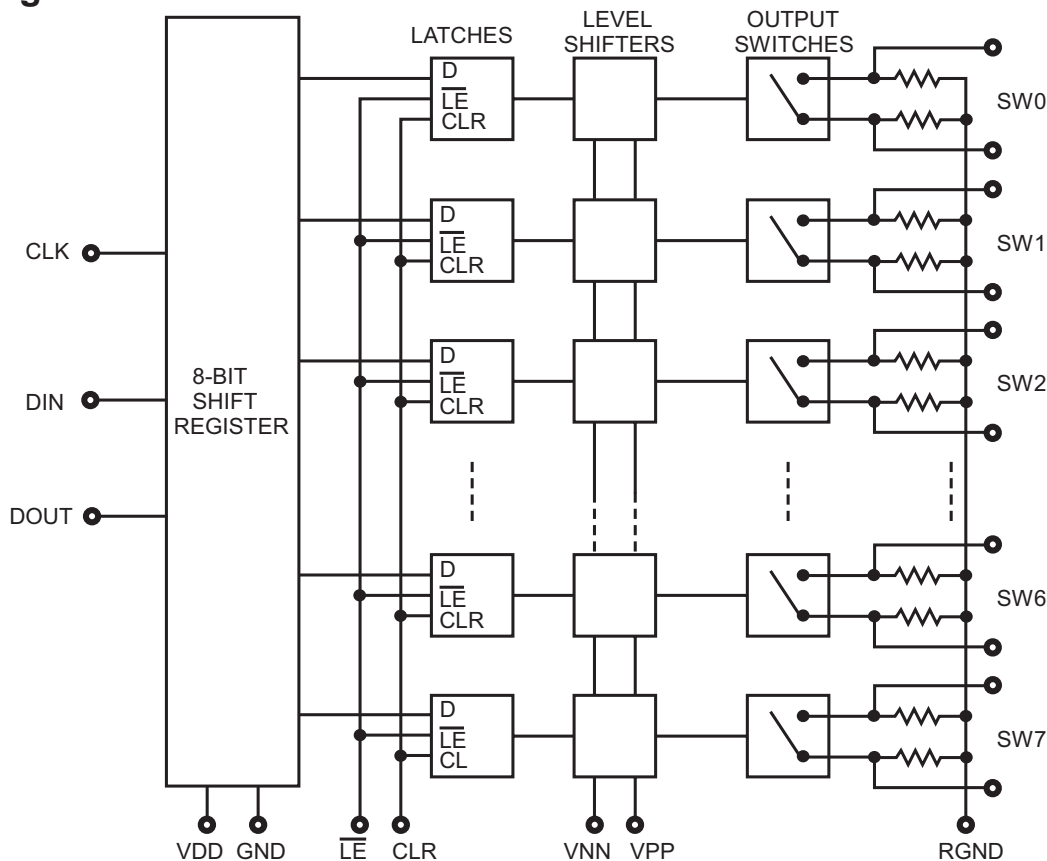 g
LATCHES
LEVEL
SHIFTERS
OUTPUT
SWITCHES
D
LE
CLR
SW0
D
LE
CLR
SW1
CLK
D
LE
CLR
SW2
8-BIT
SHIFT
REGISTER
DIN
DOUT
D
LE
CLR
SW6
D
LE
CL
SW7
VDD GND LE CLR VNN VPP RGND